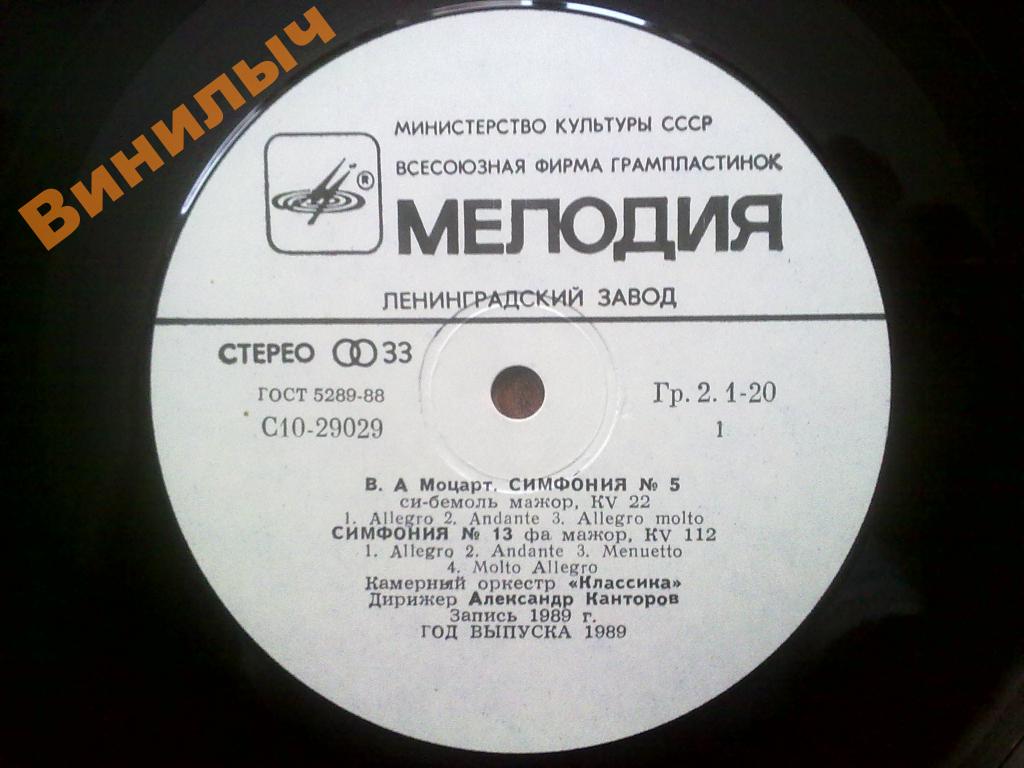 Винилыч
МИНИСТЕРСТВО КУЛЬТУРЫ СССР
ВСЕСОЮЗНАЯ ФИРМА ГРАМПЛАСТИНОК
®
МЕЛОДИЯ
ЛЕНИНГРАДСКИЙ ЗАВОД
СТЕРЕО 33
ГОСТ 5289-88
Гр. 2. 1-20
С10-29029
1
В. А Моцарт. СИМФОНИЯ № 5
си-бемоль мажор, KV 22
1. Allegro 2. Andante 3. Allegro molto
СИМФОНИЯ № 13 фа мажор, KV 112
1. Allegro 2. Andante 3. Menuetto
4. Molto Allegro
Камерный оркестр «Классика»
Дирижер Александр Канторов
Запись 1989 г.
ГОД ВЫПУСКА 1989